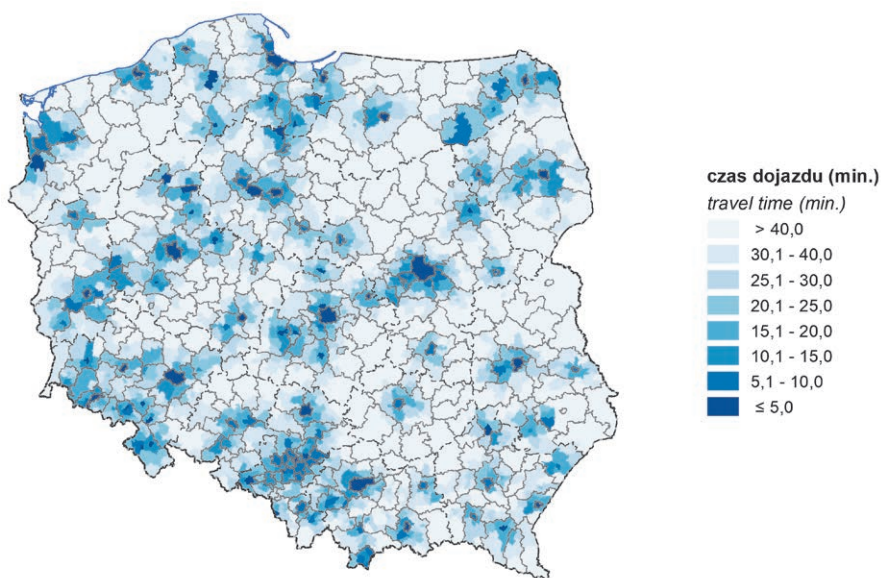 czas dojazdu (min.)
travel time (min.)
> 40,0
30,1 - 40,0
25,1 - 30,0
20,1 - 25,0
15,1 - 20,0
10,1 - 15,0
5,1 - 10,0
≤ 5,0